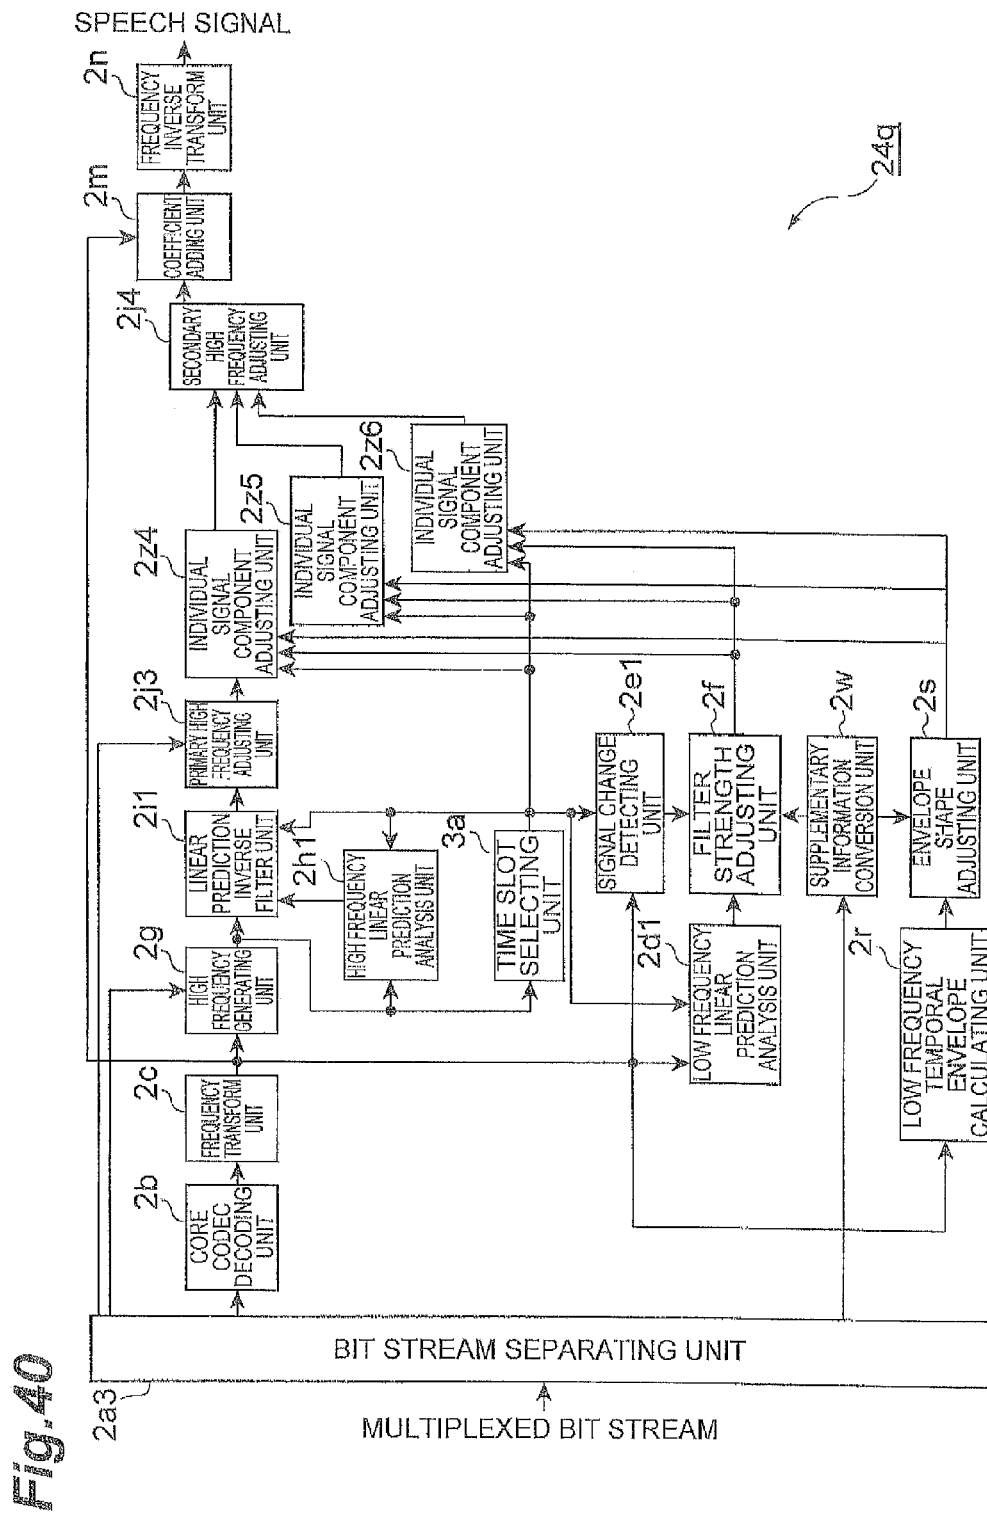 Fig.40
SPEECH SIGNAL
2n
FREQUENCY
INVERSE
TRANSFORM
UNIT
2m
COEFFICIENT
ADDING UNIT
2j4
SECONDARY
HIGH
FREQUENCY
ADJUSTING
UNIT
2z4
INDIVIDUAL
SIGNAL
COMPONENT
ADJUSTING UNIT
2z5
INDIVIDUAL
SIGNAL
COMPONENT
ADJUSTING UNIT
2z6
INDIVIDUAL
SIGNAL
COMPONENT
ADJUSTING UNIT
2j3
PRIMARY HIGH
FREQUENCY
ADJUSTING
UNIT
2i1
LINEAR
PREDICTION
INVERSE
FILTER UNIT
2h1
HIGH FREQUENCY
LINEAR
PREDICTION
ANALYSIS UNIT
3a
TIME SLOT
SELECTING
UNIT
2e1
SIGNAL CHANGE
DETECTING
UNIT
2f
FILTER
STRENGTH
ADJUSTING
UNIT
2w
SUPPLEMENTARY
INFORMATION
CONVERSION UNIT
2s
ENVELOPE
SHAPE
ADJUSTING UNIT
2g
HIGH
FREQUENCY
GENERATING
UNIT
2d1
LOW FREQUENCY
LINEAR
PREDICTION
ANALYSIS UNIT
2r
LOW FREQUENCY
TEMPORAL
ENVELOPE
CALCULATING UNIT
2c
FREQUENCY
TRANSFORM
UNIT
2b
CORE
CODEC
DECODING
UNIT
2a3
BIT STREAM SEPARATING UNIT
MULTIPLEXED BIT STREAM
24q